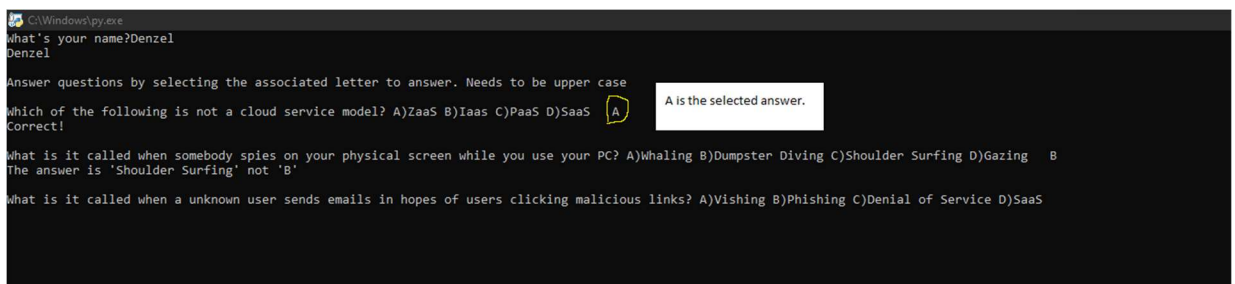 C:\Windows\py.exe
What's your name?Denzel
Denzel
Answer questions by selecting the associated letter to answer. Needs to be upper case
Which of the following is not a cloud service model? A)ZaaS B)Iaas C)PaaS D)SaaS A
A is the selected answer.
Correct!
What is it called when somebody spies on your physical screen while you use your PC? A)Whaling B)Dumpster Diving C)Shoulder Surfing D)Gazing B
The answer is 'Shoulder Surfing' not 'B'
What is it called when a unknown user sends emails in hopes of users clicking malicious links? A)Vishing B)Phishing C)Denial of Service D)SaaS